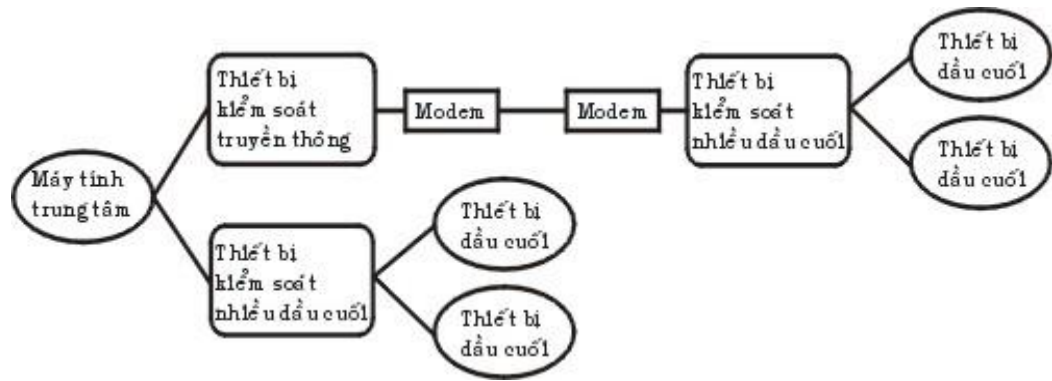 Máy tính
trung tâm
Thiết bị
kiểm soát
truyền thông
Modem
Modem
Thiết bị
kiểm soát
nhiều đầu cuối
Thiết bị
đầu cuối
Thiết bị
đầu cuối
Thiết bị
kiểm soát
nhiều đầu cuối
Thiết bị
đầu cuối
Thiết bị
đầu cuối